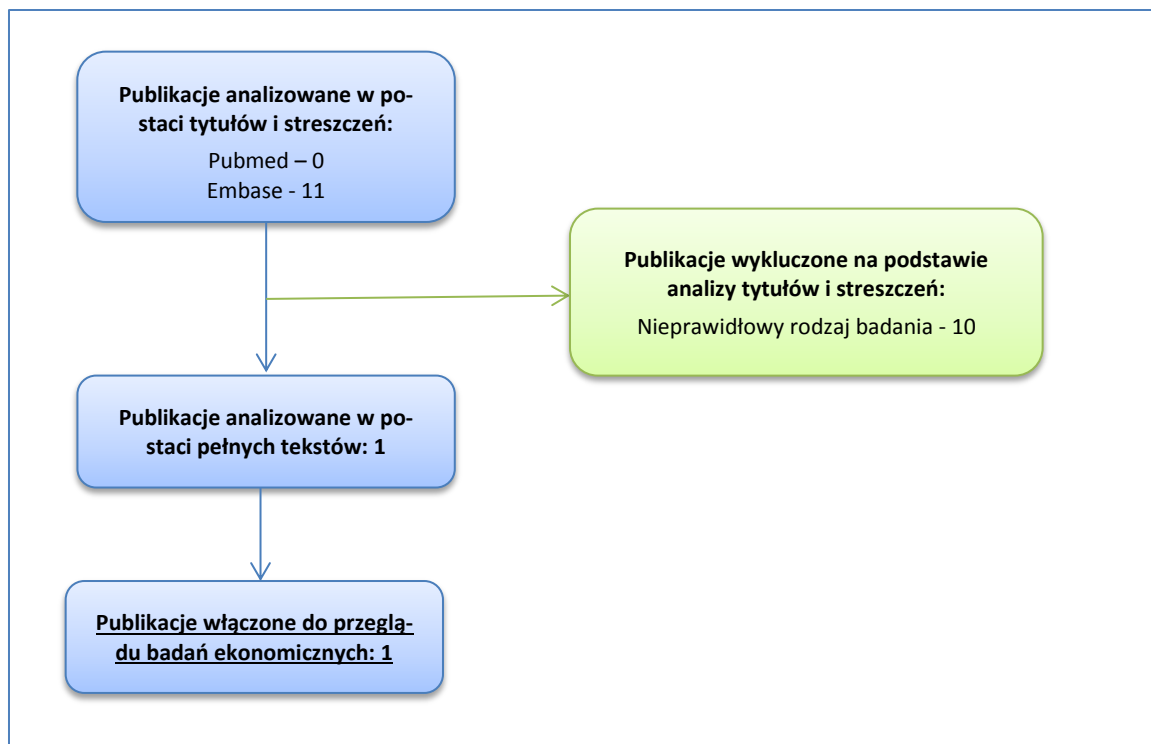 Publikacje analizowane w po-
staci tytułów i streszczeń:
Pubmed – 0
Embase - 11
Publikacje wykluczone na podstawie
analizy tytułów i streszczeń:
Nieprawidłowy rodzaj badania - 10
Publikacje analizowane w po-
staci pełnych tekstów: 1
Publikacje włączone do przeglą-
du badań ekonomicznych: 1